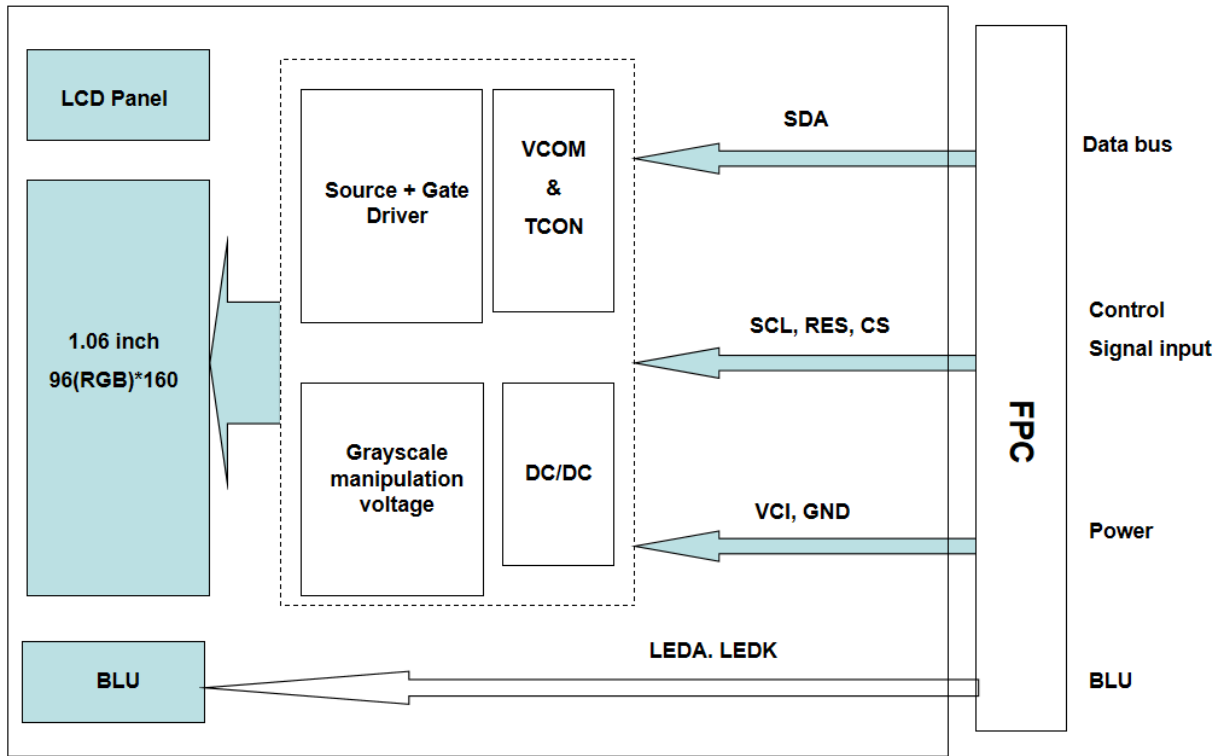 LCD Panel
1.06 inch
96(RGB)*160
BLU
Source + Gate
Driver
VCOM
&
TCON
Grayscale
manipulation
voltage
DC/DC
SDA
SCL, RES, CS
VCI, GND
LEDA. LEDK
FPC
Data bus
Control
Signal input
Power
BLU